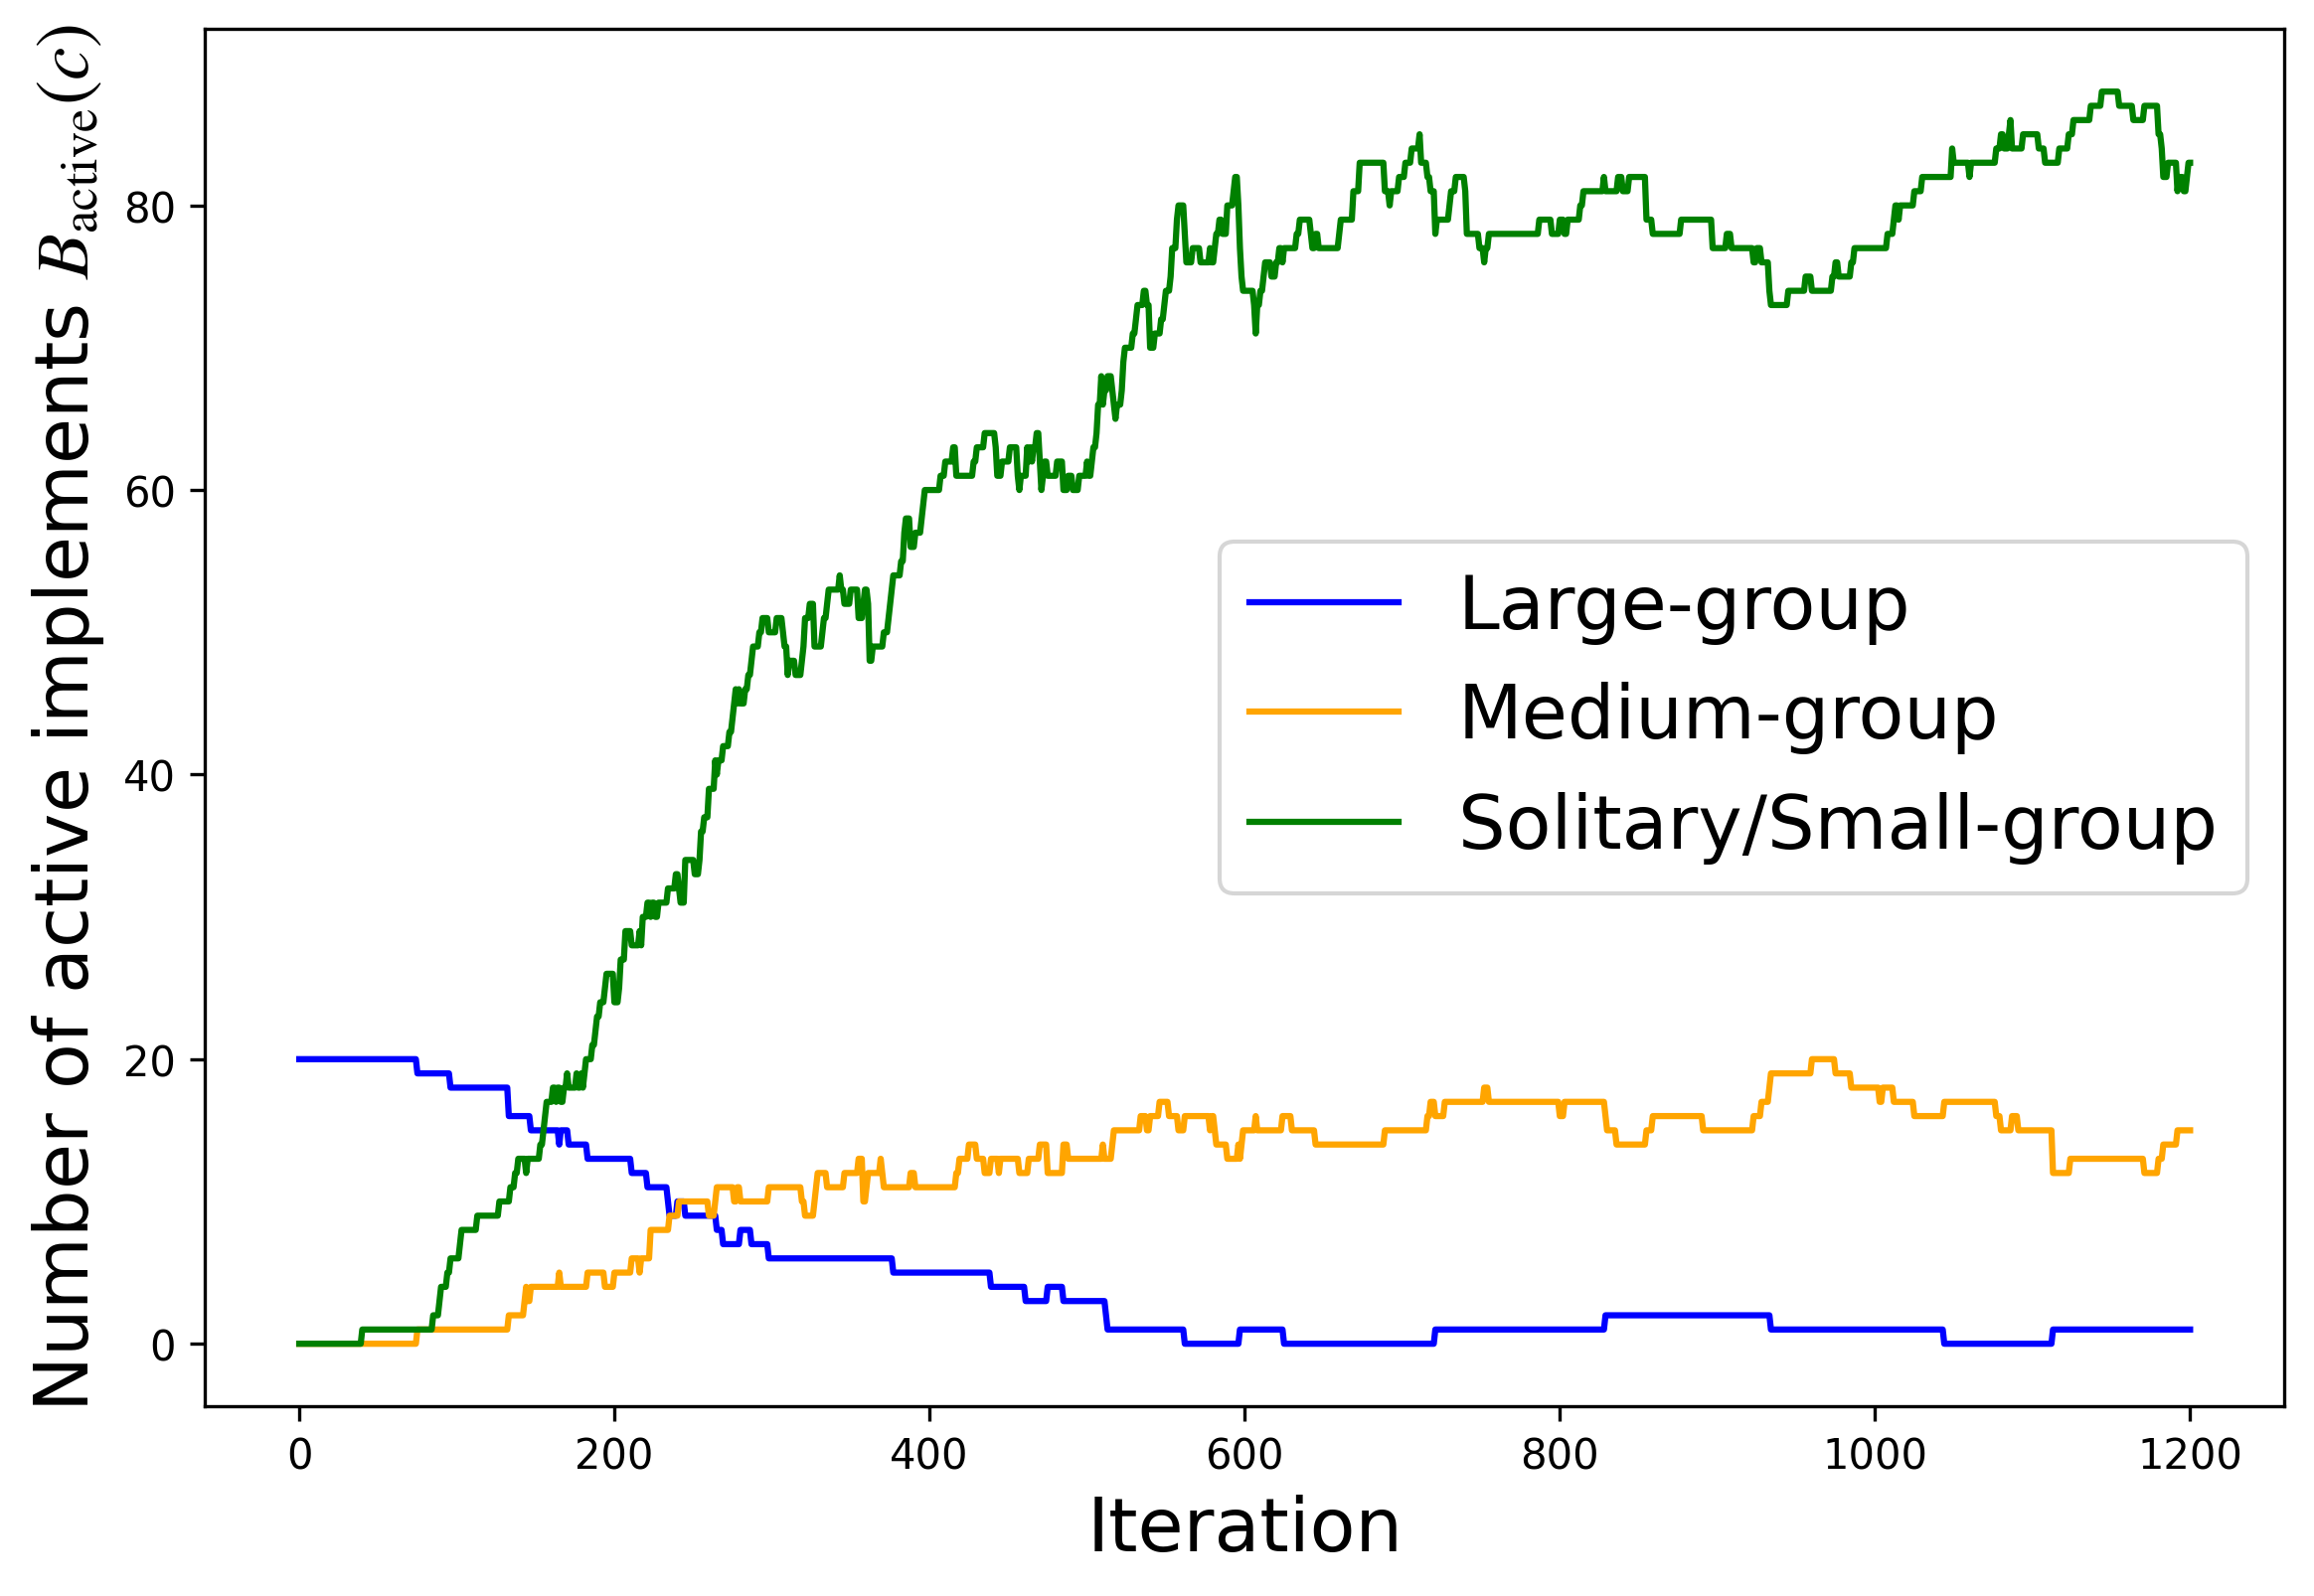 Number of active implements B_active(c)
80
60
40
20
0
Large-group
Medium-group
Solitary/Small-group
0 200 400 600 800 1000 1200
Iteration